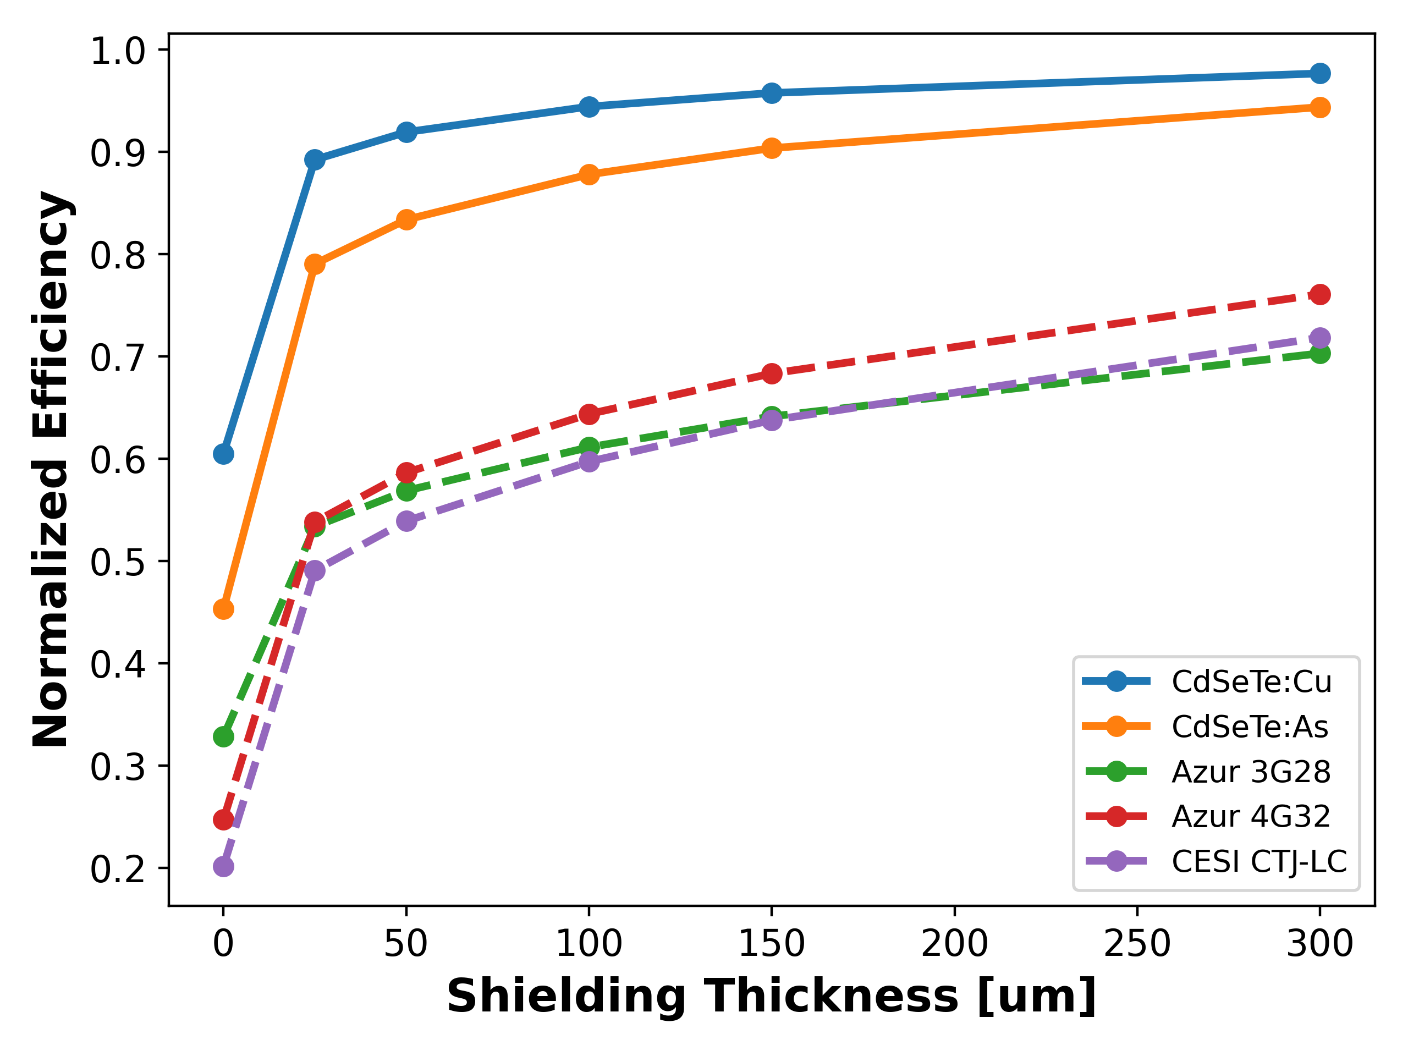 1.0
0.9
0.8
0.7
0.6
0.5
0.4
0.3
0.2
Normalized Efficiency
0 50 100 150 200 250 300
Shielding Thickness [um]
CdSeTe:Cu
CdSeTe:As
Azur 3G28
Azur 4G32
CESI CTJ-LC